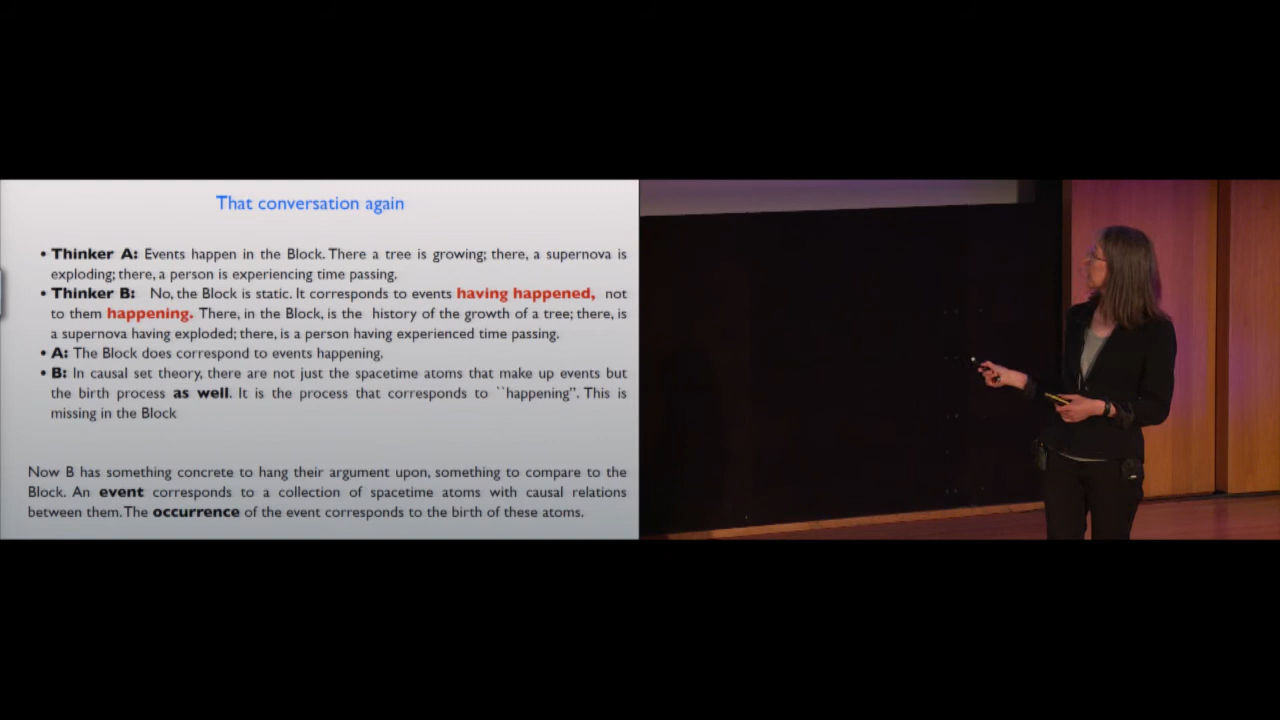 That conversation again
• Thinker A: Events happen in the Block. There a tree is growing; there, a supernova is
exploding; there, a person is experiencing time passing.
• Thinker B: No, the Block is static. It corresponds to events having happened, not
to them happening. There, in the Block, is the history of the growth of a tree; there, is
a supernova having exploded; there, is a person having experienced time passing.
• A: The Block does correspond to events happening.
• B: In causal set theory, there are not just the spacetime atoms that make up events but
the birth process as well. It is the process that corresponds to ``happening". This is
missing in the Block
Now B has something concrete to hang their argument upon, something to compare to the
Block. An event corresponds to a collection of spacetime atoms with causal relations
between them. The occurrence of the event corresponds to the birth of these atoms.